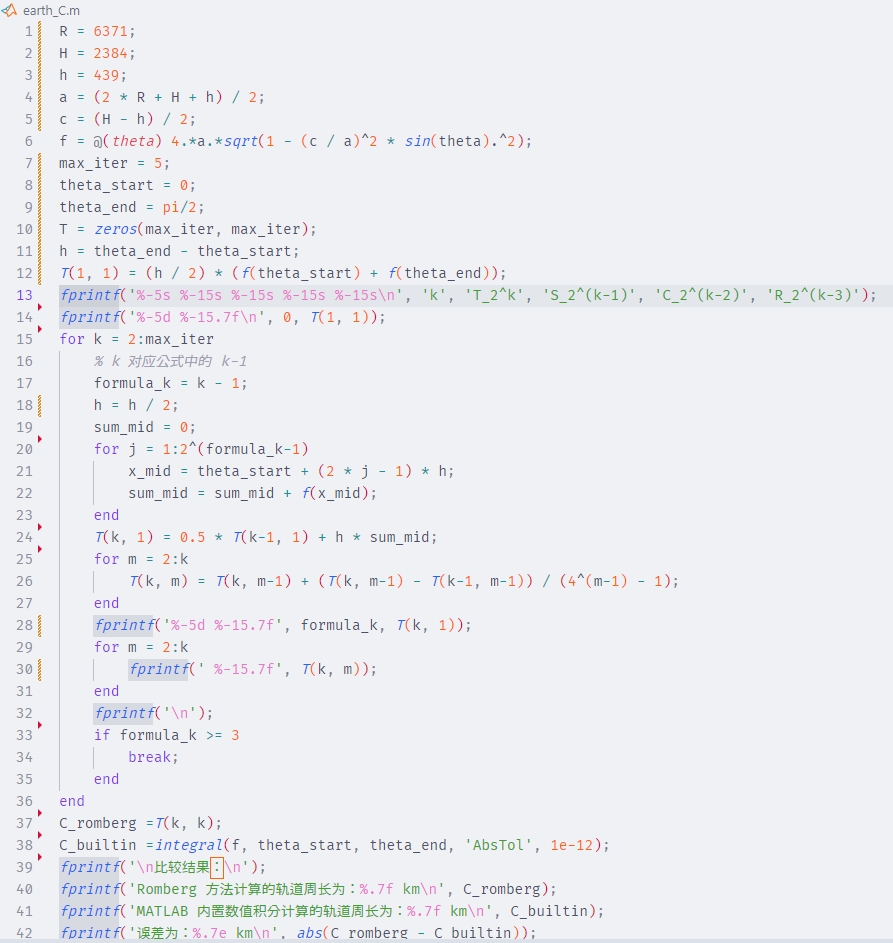 earth_C.m
1 R = 6371;
2 H = 2384;
3 h = 439;
4 a = (2 * R + H + h) / 2;
5 c = (H - h) / 2;
6 f = @(theta) 4.*a.*sqrt(1 - (c / a)^2 * sin(theta).^2);
7 max_iter = 5;
8 theta_start = 0;
9 theta_end = pi/2;
10 T = zeros(max_iter, max_iter);
11 h = theta_end - theta_start;
12 T(1, 1) = (h / 2) * (f(theta_start) + f(theta_end));
13 fprintf('%-5s %-15s %-15s %-15s %-15s\n', 'k', 'T_2^k', 'S_2^(k-1)', 'C_2^(k-2)', 'R_2^(k-3)');
14 fprintf('%-5d %-15.7f\n', 0, T(1, 1));
15 for k = 2:max_iter
16 % k 对应公式中的 k-1
17 formula_k = k - 1;
18 h = h / 2;
19 sum_mid = 0;
20 for j = 1:2^(formula_k-1)
21 x_mid = theta_start + (2 * j - 1) * h;
22 sum_mid = sum_mid + f(x_mid);
23 end
24 T(k, 1) = 0.5 * T(k-1, 1) + h * sum_mid;
25 for m = 2:k
26 T(k, m) = T(k, m-1) + (T(k, m-1) - T(k-1, m-1)) / (4^(m-1) - 1);
27 end
28 fprintf('%-5d %-15.7f', formula_k, T(k, 1));
29 for m = 2:k
30 fprintf(' %-15.7f', T(k, m));
31 end
32 fprintf('\n');
33 if formula_k >= 3
34 break;
35 end
36 end
37 C_romberg =T(k, k);
38 C_builtin =integral(f, theta_start, theta_end, 'AbsTol', 1e-12);
39 fprintf('\n比较结果：\n');
40 fprintf('Romberg 方法计算的轨道周长为：%.7f km\n', C_romberg);
41 fprintf('MATLAB 内置数值积分计算的轨道周长为：%.7f km\n', C_builtin);
42 fprintf('误差为：%.7e km\n', abs(C_romberg - C_builtin));